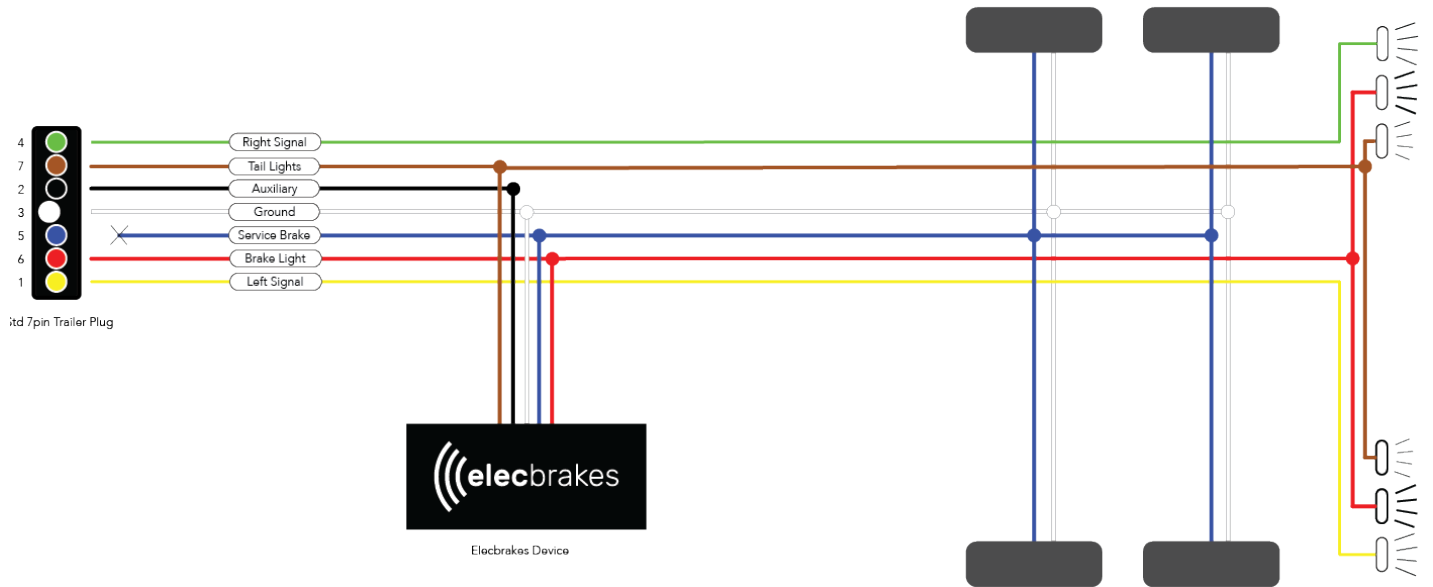 4
Right Signal
7
Tail Lights
2
Auxiliary
3
Ground
5
Service Brake
6
Brake Light
1
Left Signal
td 7pin Trailer Plug
elecbrakes
Elecbrakes Device